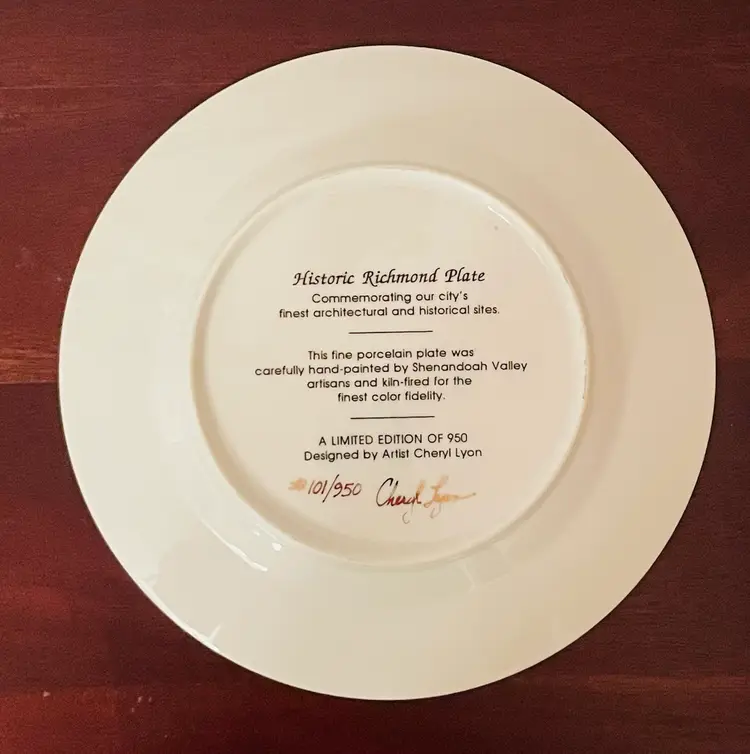 Historic Richmond Plate
Commemorating our city's
finest architectural and historical sites.
This fine porcelain plate was
carefully hand-painted by Shenandoah Valley
artisans and kiln-fired for the
finest color fidelity.
A LIMITED EDITION OF 950
Designed by Artist Cheryl Lyon
#101/950 Cheryl Lyon